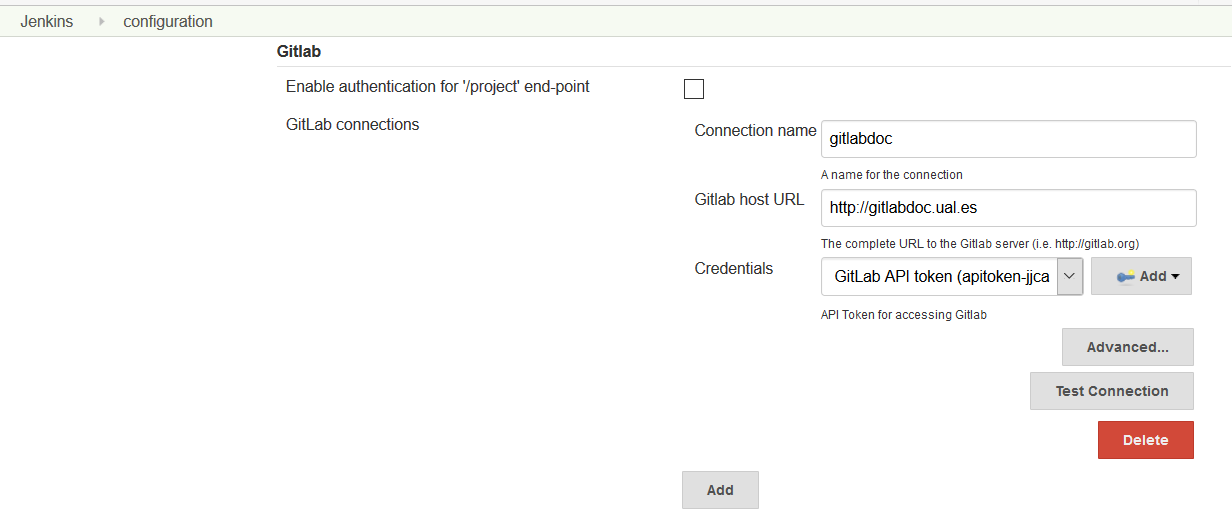 Jenkins configuration
Gitlab
Enable authentication for '/project' end-point
GitLab connections
Connection name gitlabdoc
A name for the connection
Gitlab host URL http://gitlabdoc.ual.es
The complete URL to the Gitlab server (i.e. http://gitlab.org)
Credentials GitLab API token (apitoken-jjca Add
API Token for accessing Gitlab
Advanced...
Test Connection
Delete
Add